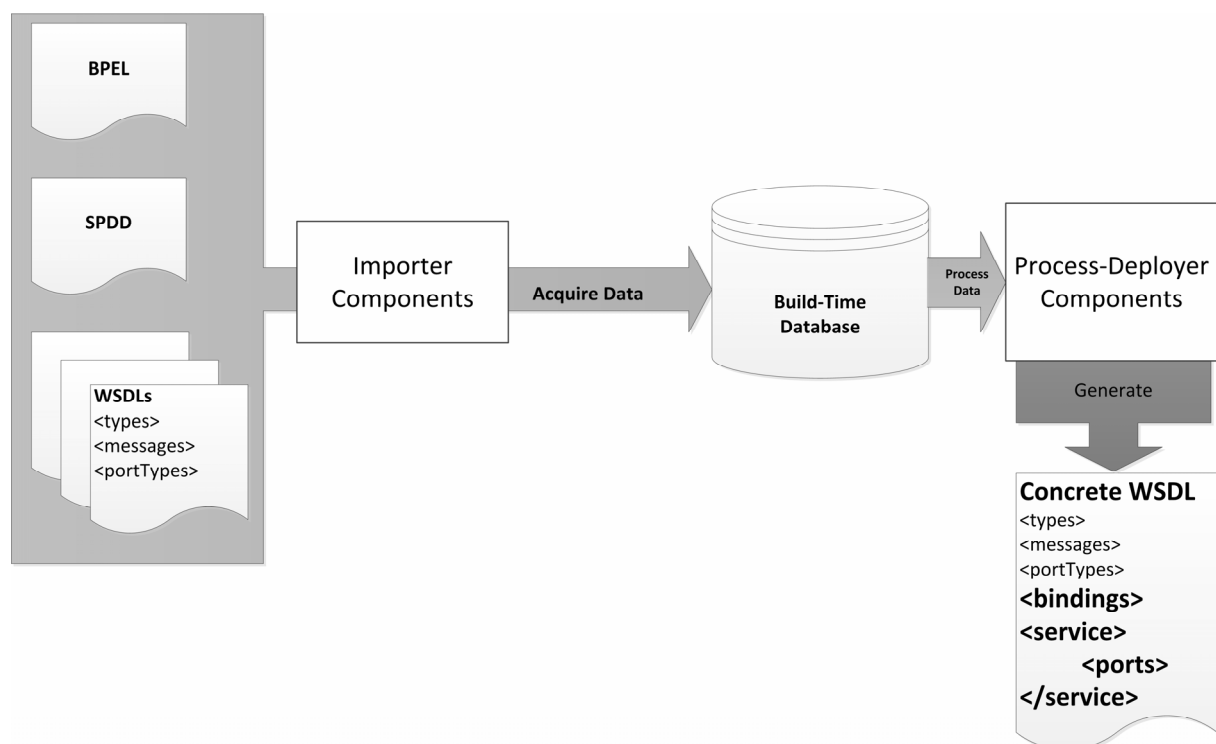 BPEL
SPDD
WSDLs
<types>
<messages>
<portTypes>
Importer
Components
Acquire Data
Build-Time
Database
Process
Data
Process-Deployer
Components
Generate
Concrete WSDL
<types>
<messages>
<portTypes>
<bindings>
<service>
<ports>
</service>